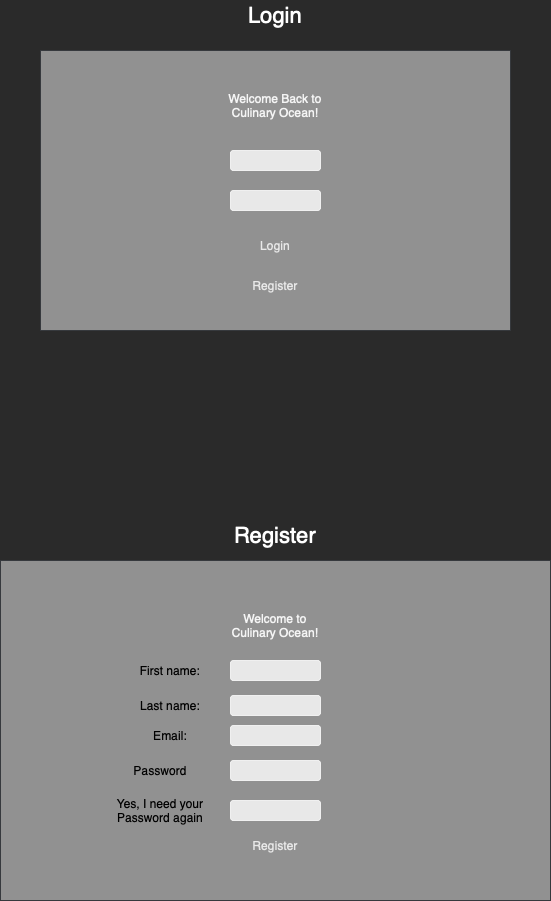 Login
Welcome Back to
Culinary Ocean!
Login
Register
Register
Welcome to
Culinary Ocean!
First name:
Last name:
Email:
Password
Yes, I need your
Password again
Register